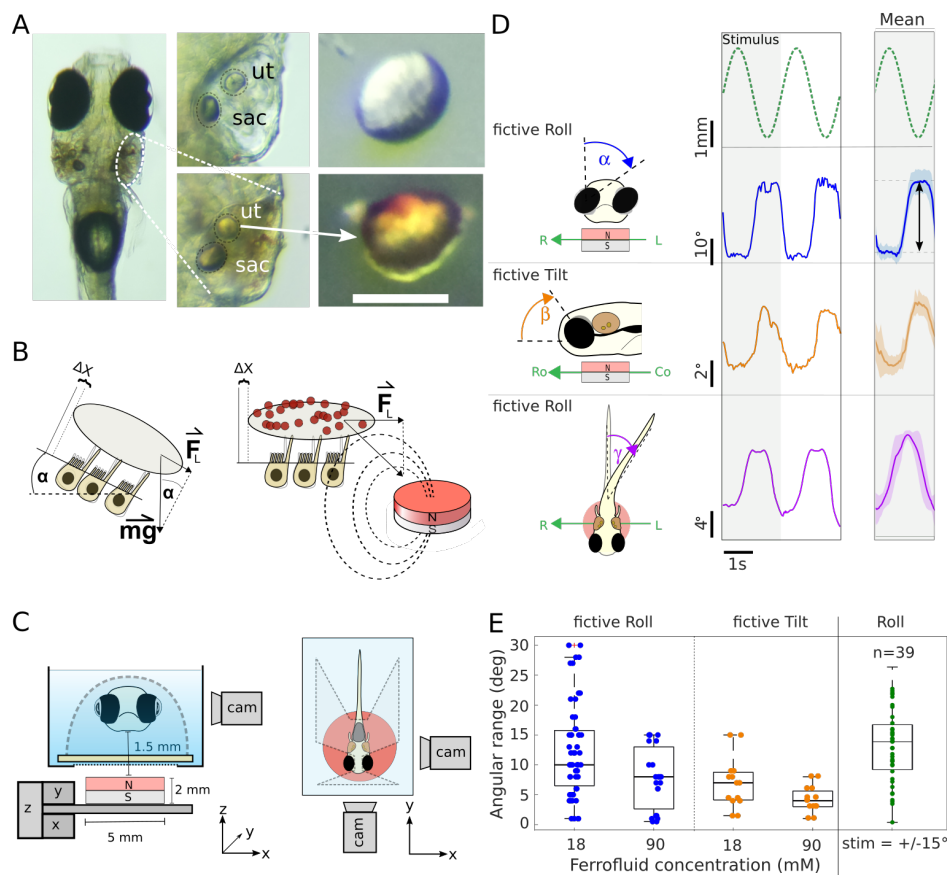 A
ut
sac
ut
sac
B
ΔX
α
F_L
α
mg
ΔX
F_L
N
S
C
cam
1.5 mm
N
S
2 mm
z
y
x
5 mm
z
y
x
cam
cam
y
x
D
Mean
Stimulus
1mm
fictive Roll
α
N
S
R
L
10°
fictive Tilt
β
N
S
Ro
Co
2°
fictive Roll
γ
R
L
4°
1s
E
fictive Roll
fictive Tilt
Roll
n=39
Angular range (deg)
30
25
20
15
10
5
0
18
90
18
90
stim = +/-15°
Ferrofluid concentration (mM)